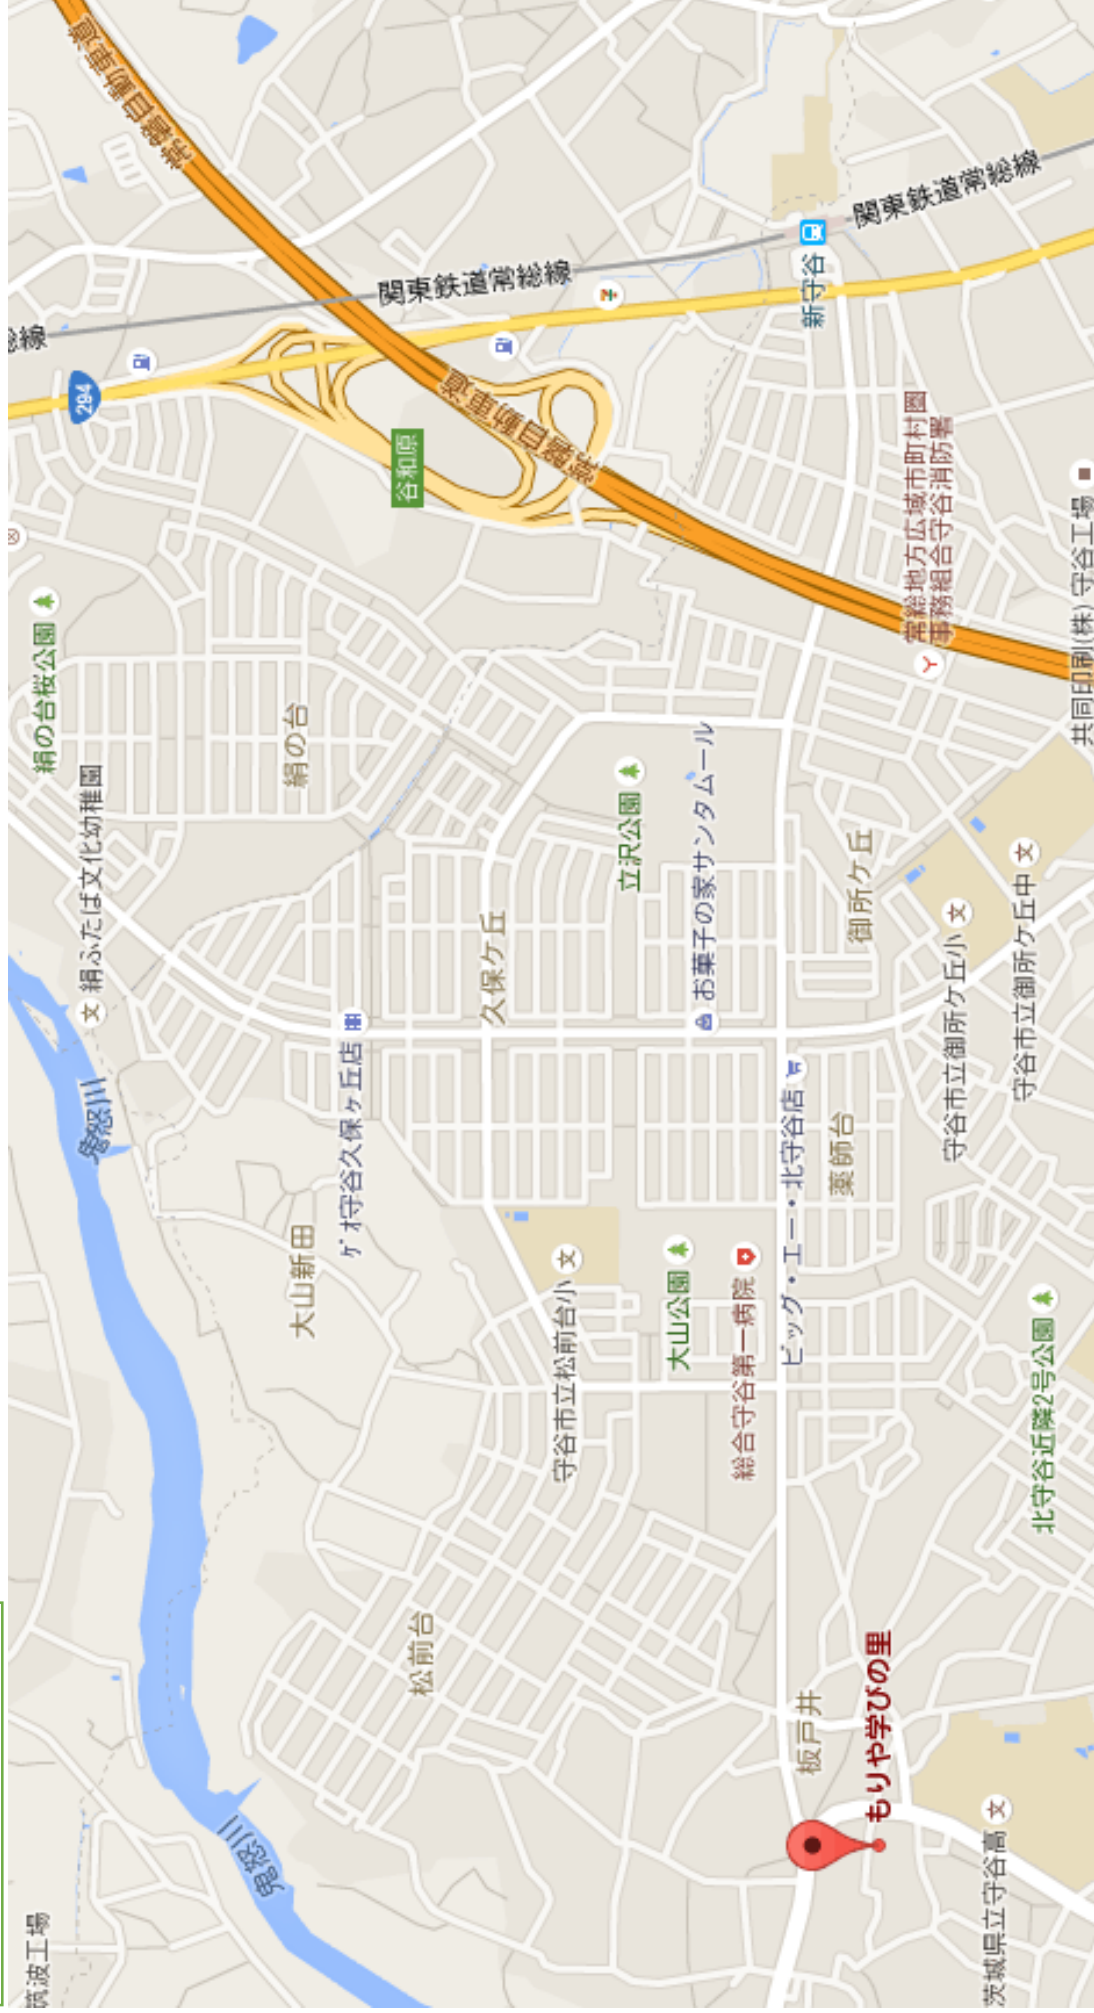 常磐自動車道
関東鉄道常総線
関東鉄道常総線
総線
294
谷和原
常磐自動車道
新守谷
常総地方広域市町村圏
事務組合守谷消防署
共同印刷(株) 守谷工場
絹の台桜公園
絹ふたば文化幼稚園
絹の台
立沢公園
お菓子の家サンタムール
御所ケ丘
久保ケ丘
守谷市立御所ケ丘小
守谷市立御所ケ丘中
鬼怒川
ケﾞオ守谷久保ヶ丘店
大山新田
ビッグ・エー・北守谷店
薬師台
守谷市立松前台小
大山公園
総合守谷第一病院
北守谷近隣2号公園
松前台
板戸井
もりや学びの里
鬼怒川
筑波工場
茨城県立守谷高